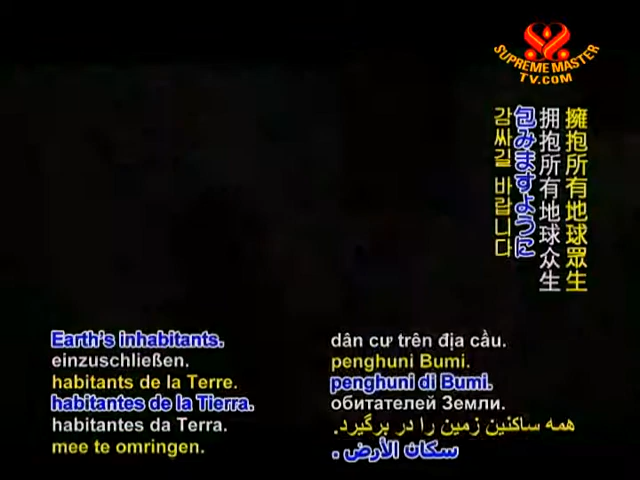 SUPREME MASTER
TV.COM
擁抱所有地球眾生
拥抱所有地球众生
包みますように
감싸길 바랍니다
Earth's inhabitants.
einzuschließen.
habitants de la Terre.
habitantes de la Tierra.
habitantes da Terra.
mee te omringen.
dân cư trên địa cầu.
penghuni Bumi.
penghuni di Bumi.
обитателей Земли.
همه ساکنین زمین را در برگیرد.
سكان الأرض .